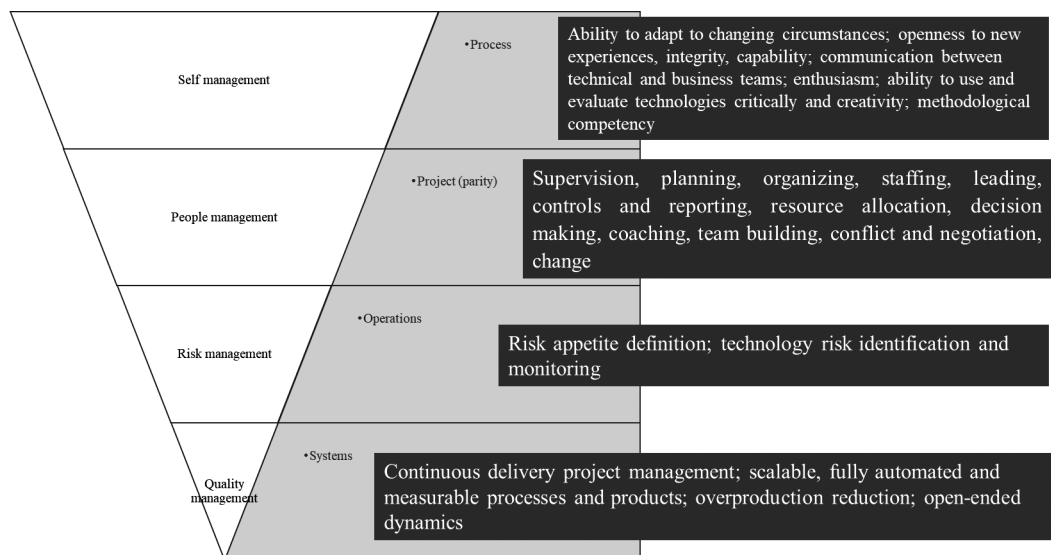 Self management
•Process
Ability to adapt to changing circumstances; openness to new
experiences, integrity, capability; communication between
technical and business teams; enthusiasm; ability to use and
evaluate technologies critically and creativity; methodological
competency
People management
•Project (parity)
Supervision, planning, organizing, staffing, leading,
controls and reporting, resource allocation, decision
making, coaching, team building, conflict and negotiation,
change
Risk management
•Operations
Risk appetite definition; technology risk identification and
monitoring
Quality
management
•Systems
Continuous delivery project management; scalable, fully automated and
measurable processes and products; overproduction reduction; open-ended
dynamics